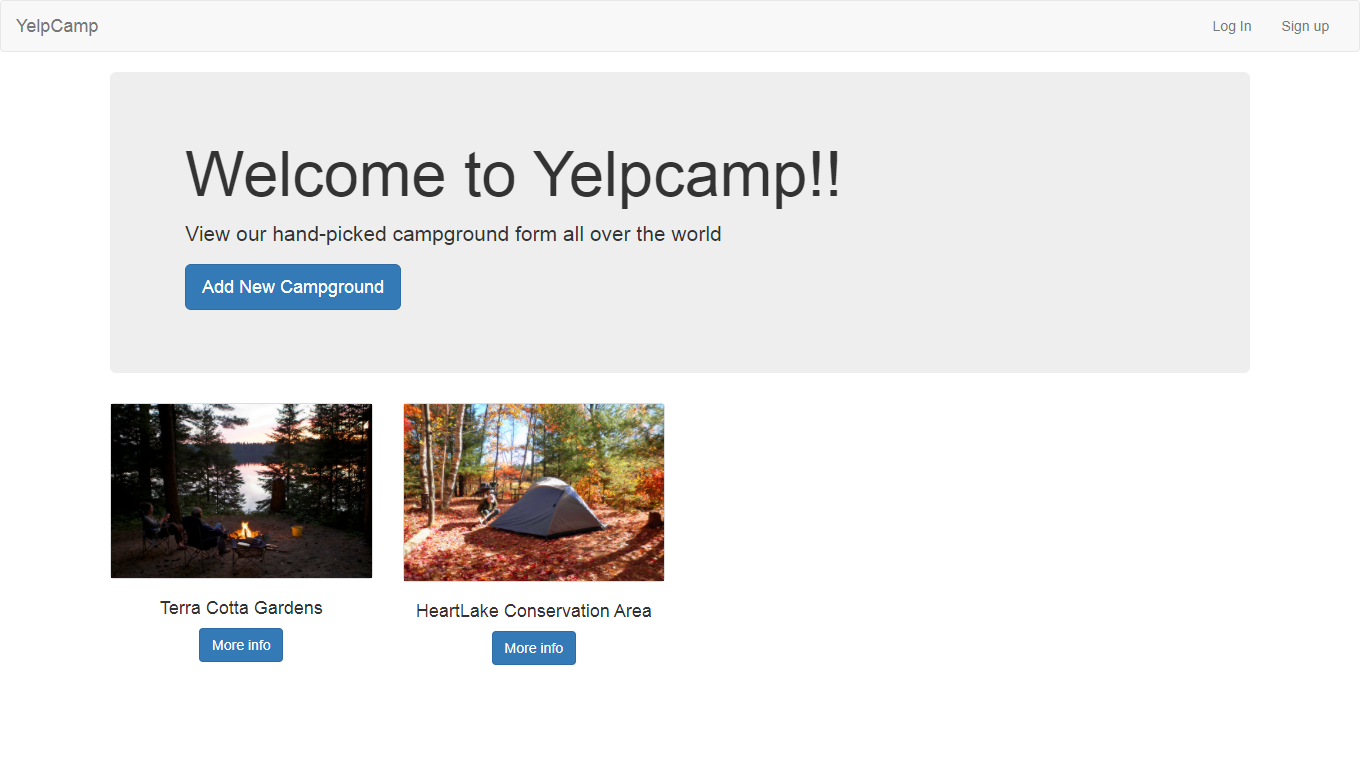 YelpCamp
Log In
Sign up
Welcome to Yelpcamp!!
View our hand-picked campground form all over the world
Add New Campground
Terra Cotta Gardens
HeartLake Conservation Area
More info
More info